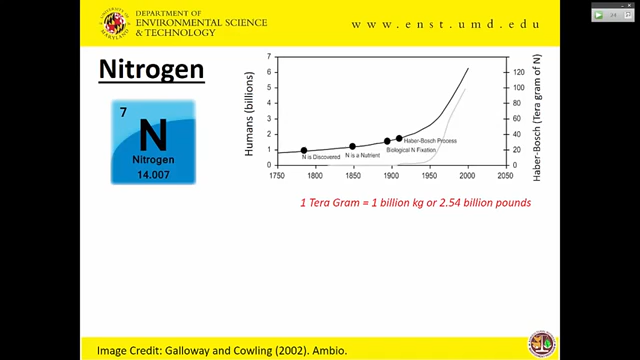 DEPARTMENT OF
ENVIRONMENTAL SCIENCE
& TECHNOLOGY
www.enst.umd.edu
Nitrogen
7
N
Nitrogen
14.007
Humans (billions)
7
6
5
4
3
2
1
0
120
100
80
60
40
20
0
Haber-Bosch (Tera gram of N)
N is Discovered
N is a Nutrient
Biological N Fixation
Haber-Bosch Process
1750 1785 1850 1910 1950 2000 2050
1 Tera Gram = 1 billion kg or 2.54 billion pounds
Image Credit: Galloway and Cowling (2002). Ambio.